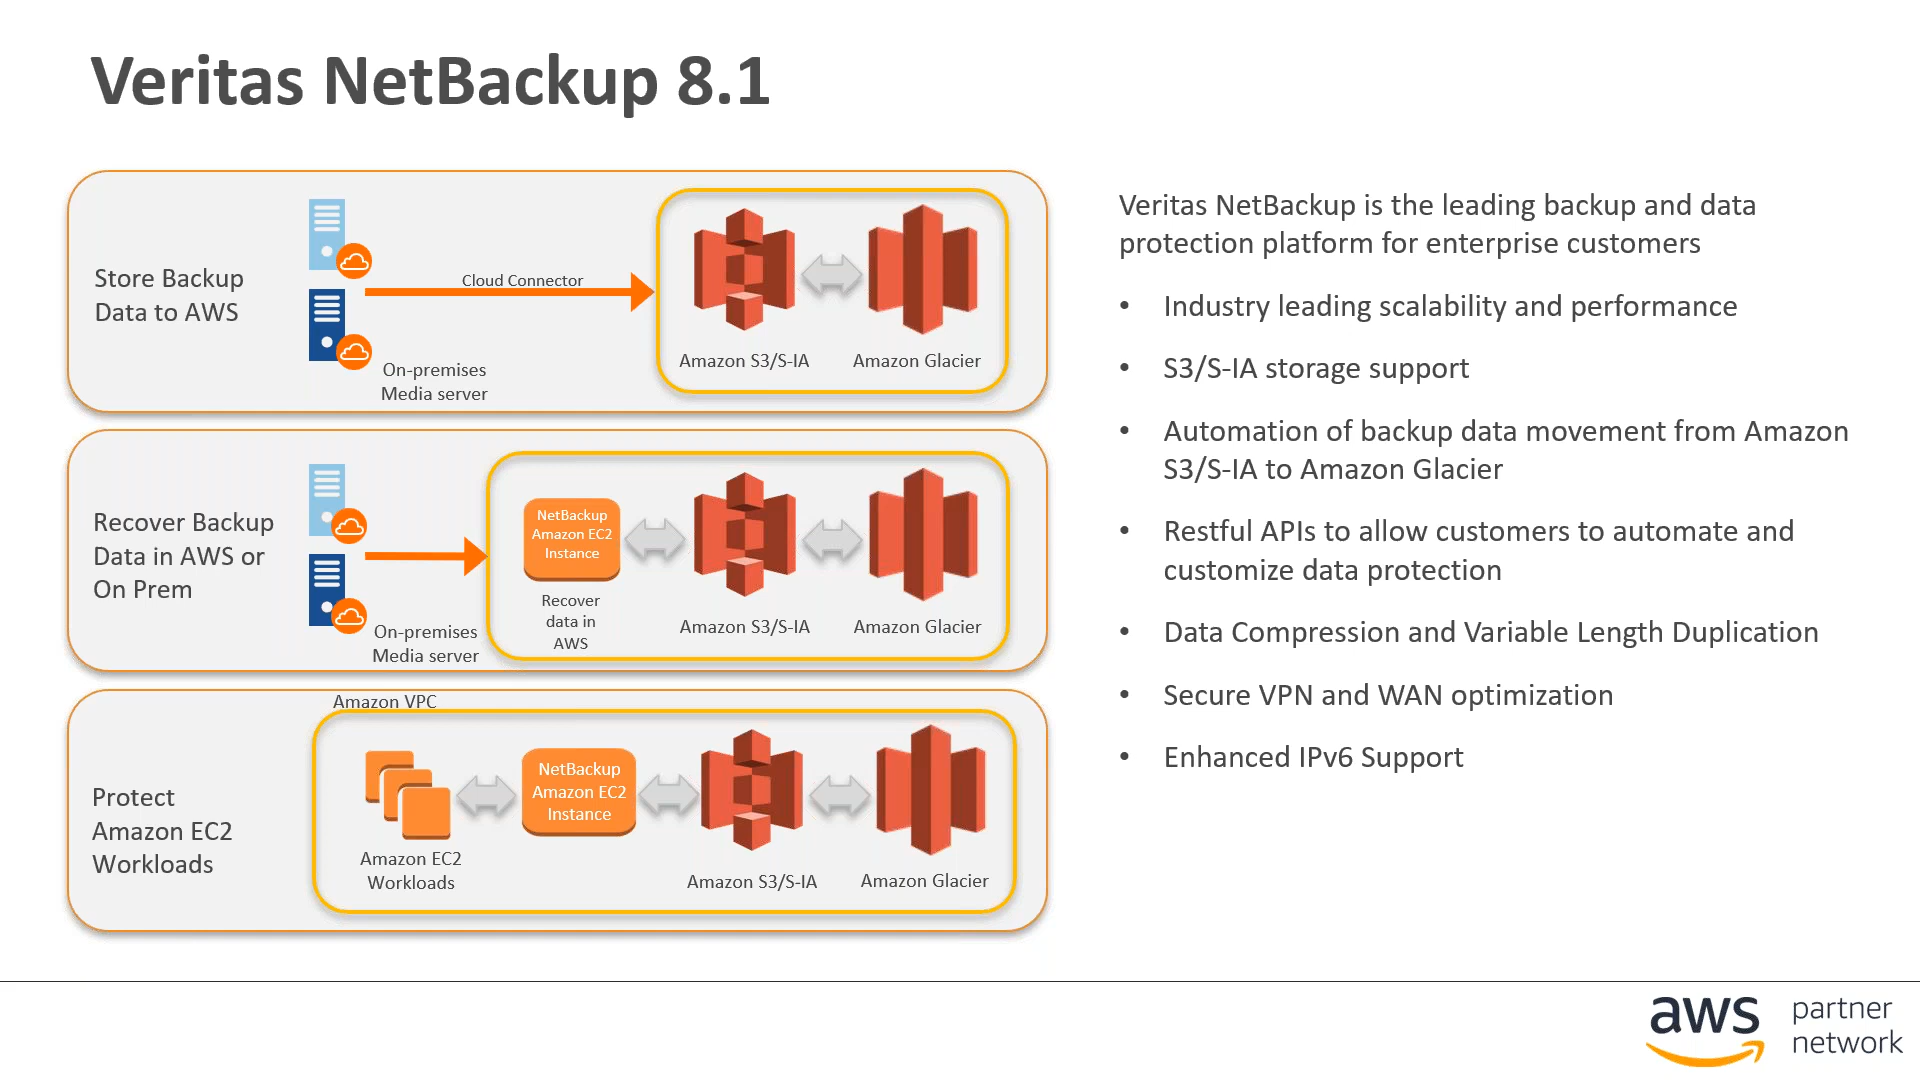 Veritas NetBackup 8.1
Store Backup
Data to AWS
Cloud Connector
On-premises
Media server
Amazon S3/S-IA
Amazon Glacier
Recover Backup
Data in AWS or
On Prem
On-premises
Media server
NetBackup
Amazon EC2
Instance
Recover
data in
AWS
Amazon S3/S-IA
Amazon Glacier
Amazon VPC
Protect
Amazon EC2
Workloads
Amazon EC2
Workloads
NetBackup
Amazon EC2
Instance
Amazon S3/S-IA
Amazon Glacier
Veritas NetBackup is the leading backup and data
protection platform for enterprise customers
• Industry leading scalability and performance
• S3/S-IA storage support
• Automation of backup data movement from Amazon
S3/S-IA to Amazon Glacier
• Restful APIs to allow customers to automate and
customize data protection
• Data Compression and Variable Length Duplication
• Secure VPN and WAN optimization
• Enhanced IPv6 Support
aws
partner
network